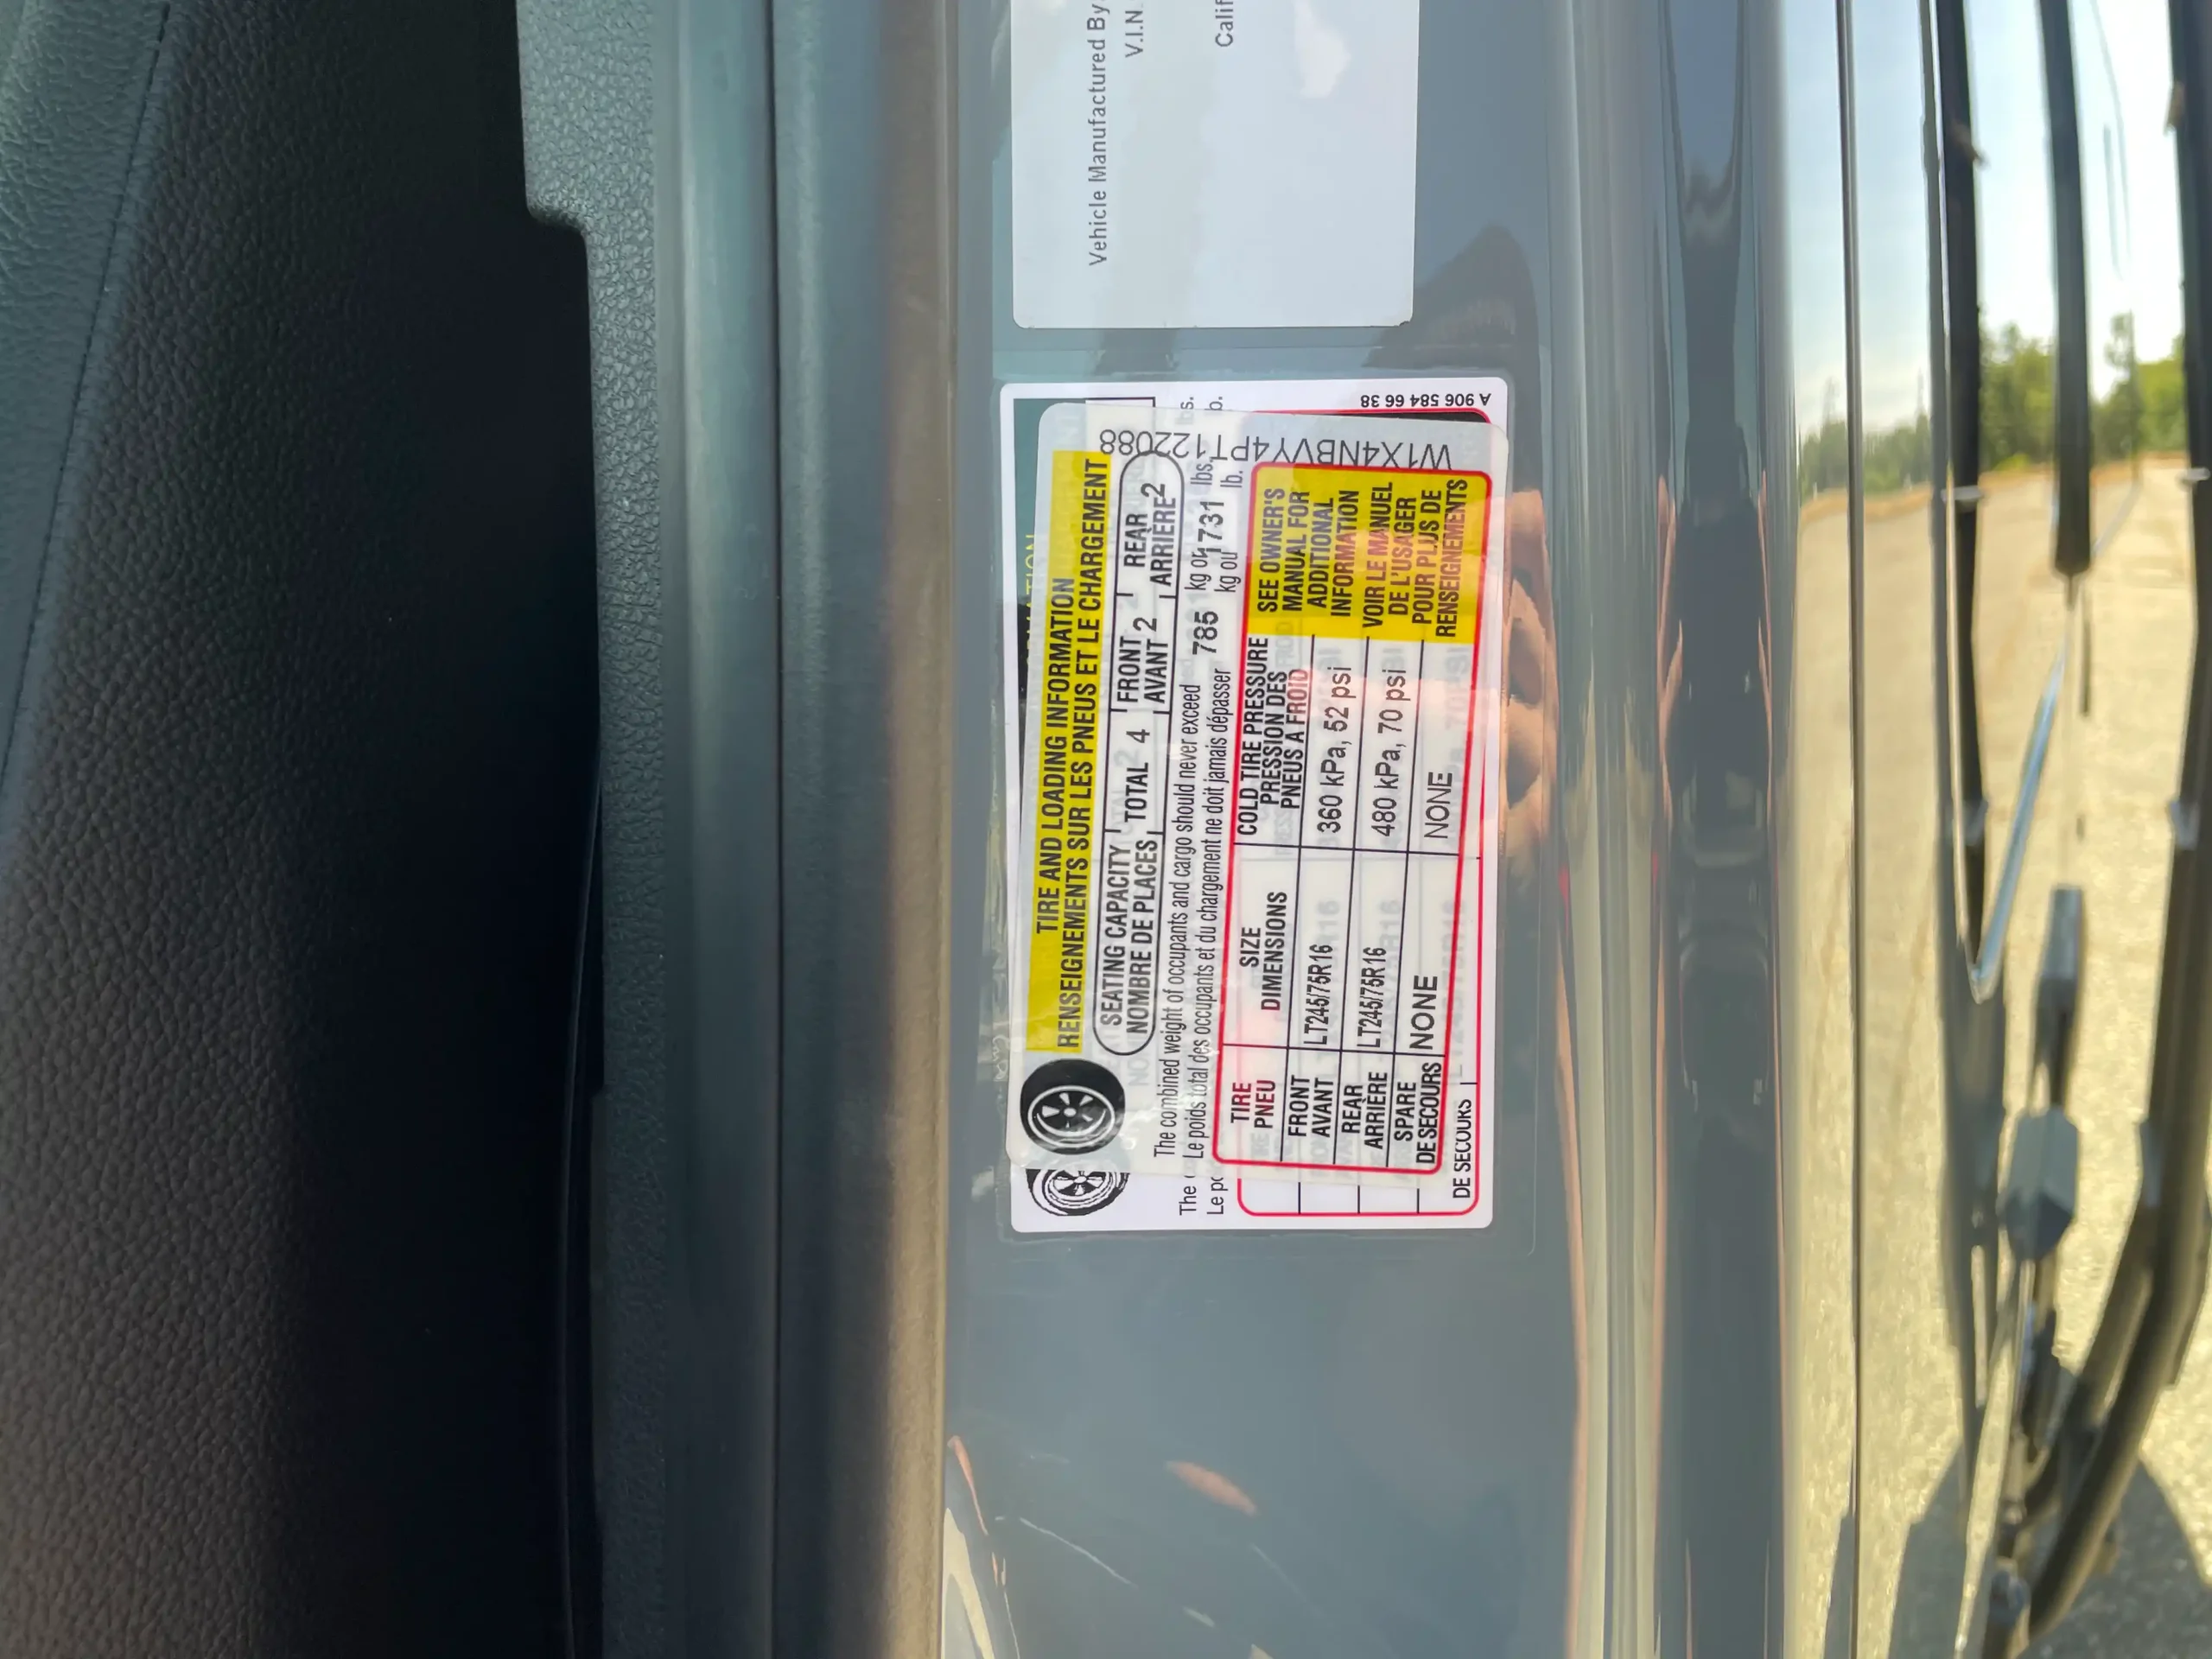 Vehicle Manufactured By
V.I.N.
Calif
A 906 584 66 38
W1X4NBVY4PT122088
TIRE AND LOADING INFORMATION
RENSEIGNEMENTS SUR LES PNEUS ET LE CHARGEMENT
SEATING CAPACITY TOTAL 4 FRONT 2 REAR 2
NOMBRE DE PLACES AVANT ARRIÈRE
The combined weight of occupants and cargo should never exceed 785 kg or 1731 lbs.
Le poids total des occupants et du chargement ne doit jamais dépasser kg ou lb.
TIRE SIZE COLD TIRE PRESSURE
PNEU DIMENSIONS PRESSION DES
PNEUS A FROID
FRONT LT245/75R16 360 kPa, 52 psi
AVANT
REAR LT245/75R16 480 kPa, 70 psi
ARRIÈRE
SPARE NONE NONE
DE SECOURS
SEE OWNER'S
MANUAL FOR
ADDITIONAL
INFORMATION
VOIR LE MANUEL
DE L'USAGER
POUR PLUS DE
RENSEIGNEMENTS
The
Le po
DE SECOURS